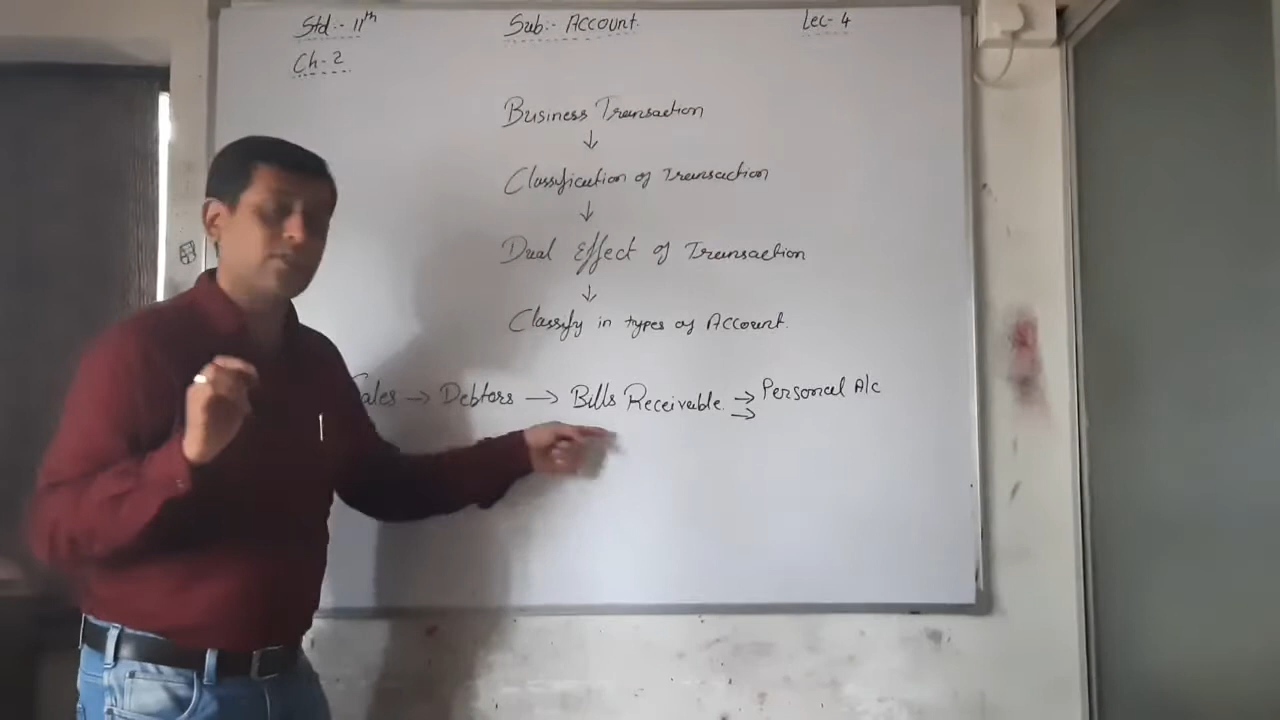 Std:- 11th Sub:- Account. Lec- 4
Ch- 2
Business Transaction
↓
Classification of Transaction
↓
Dual Effect of Transaction
↓
Classify in types of Account.
Sales → Debtors → Bills Receivable. → Personal A/c
→